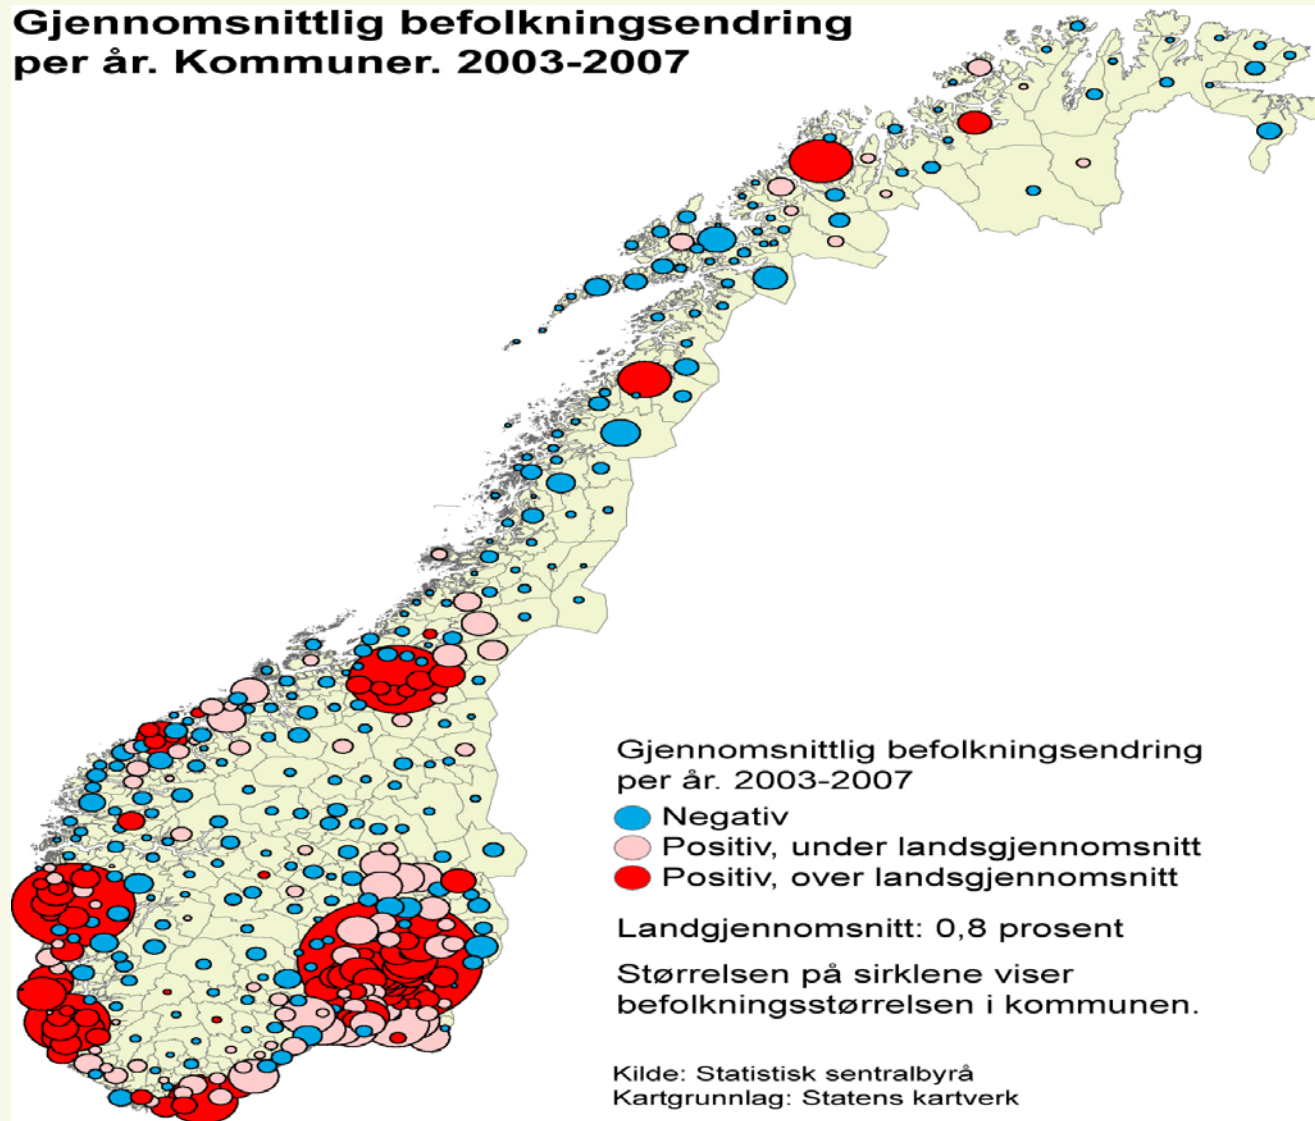 Gjennomsnittlig befolkningsendring
per år. Kommuner. 2003-2007
Gjennomsnittlig befolkningsendring
per år. 2003-2007
Negativ
Positiv, under landsgjennomsnitt
Positiv, over landsgjennomsnitt
Landgjennomsnitt: 0,8 prosent
Størrelsen på sirklene viser
befolkningsstørrelsen i kommunen.
Kilde: Statistisk sentralbyrå
Kartgrunnlag: Statens kartverk